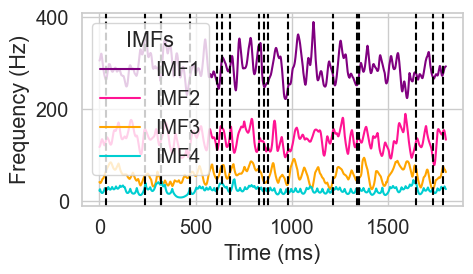 400
200
0
Frequency (Hz)
IMFs
IMF1
IMF2
IMF3
IMF4
0
500
1000
1500
Time (ms)